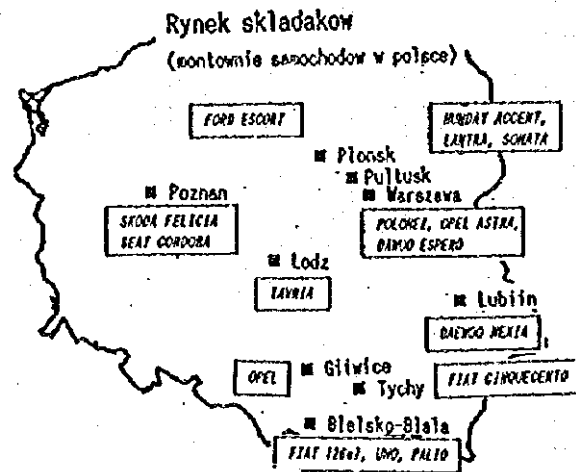 Rynek skladakow
(montownie samochodow w polsce)
FORD ESCORT
HUNDAY ACCENT,
LANTRA, SONATA
Plonsk
Pultusk
Poznan
Warszawa
SKODA FELICIA
SEAT CORDOBA
POLONEZ, OPEL ASTRA,
DAWOO ESPERO
Lodz
TAVRIA
Lublin
DAEWOO NEXIA
OPEL
Gliwice
Tychy
FIAT CINQUECENTO
Bielsko-Biala
FIAT 126el, UNO, PALIO